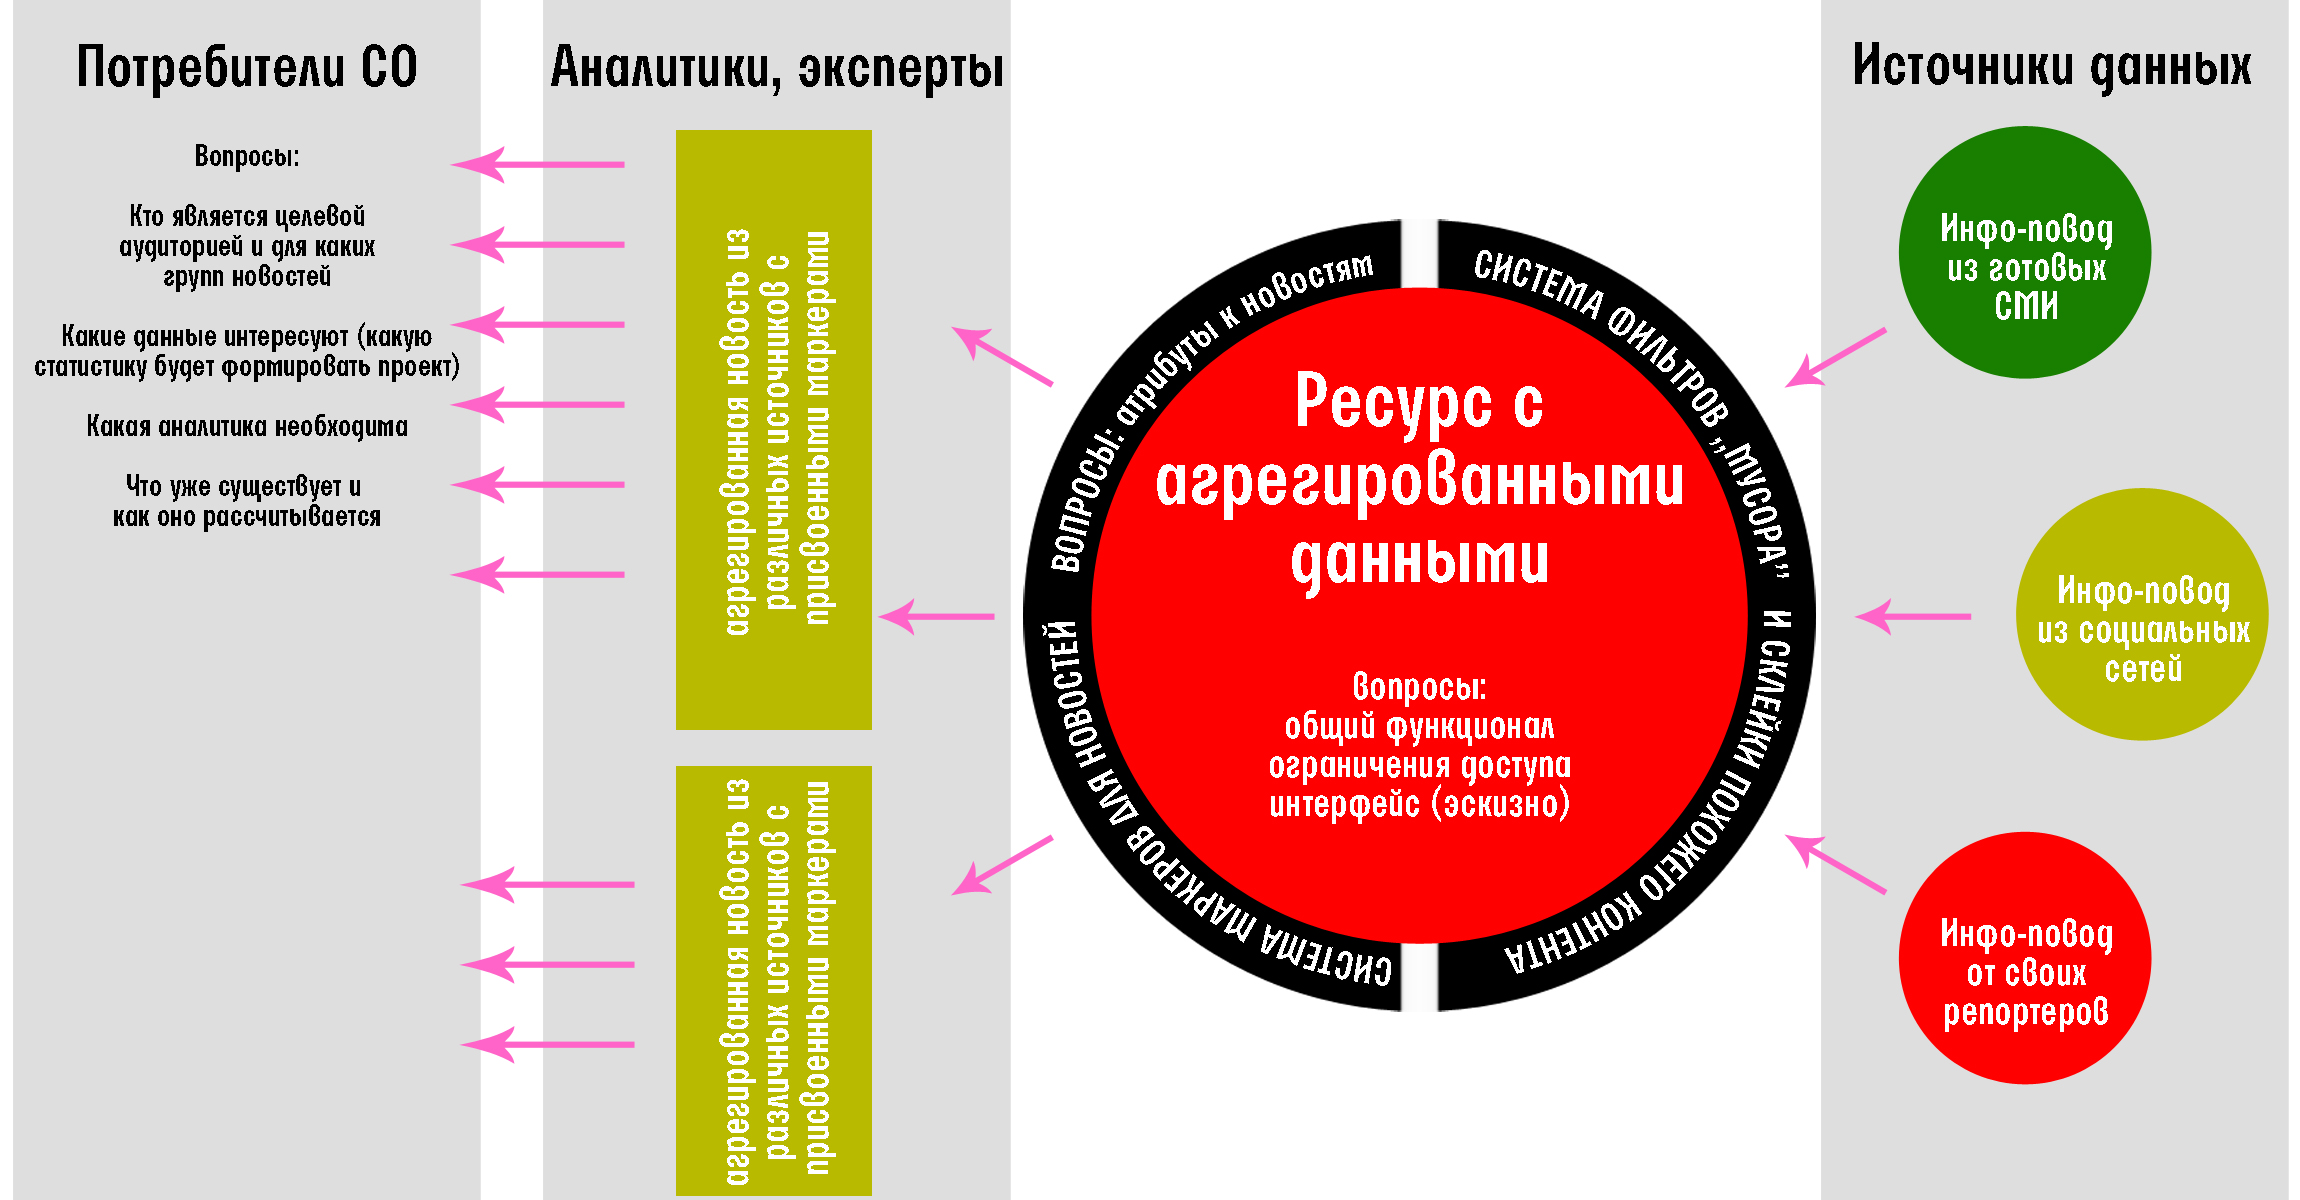 Потребители СО
Вопросы:
Кто является целевой
аудиторией и для каких
групп новостей
Какие данные интересуют (какую
статистику будет формировать проект)
Какая аналитика необходима
Что уже существует и
как оно рассчитывается
Аналитики, эксперты
агрегированная новость из
различных источников с
присвоенными маркерами
агрегированная новость из
различных источников с
присвоенными маркерами
ВОПРОСЫ: атрибуты к новостям
СИСТЕМА МАРКЕРОВ ДЛЯ НОВОСТЕЙ
СИСТЕМА ФИЛЬТРОВ „МУСОРА”
И СКЛЕЙКИ ПОХОЖЕГО КОНТЕНТА
Ресурс с
агрегированными
данными
вопросы:
общий функционал
ограничения доступа
интерфейс (эскизно)
Источники данных
Инфо-повод
из готовых
СМИ
Инфо-повод
из социальных
сетей
Инфо-повод
от своих
репортеров